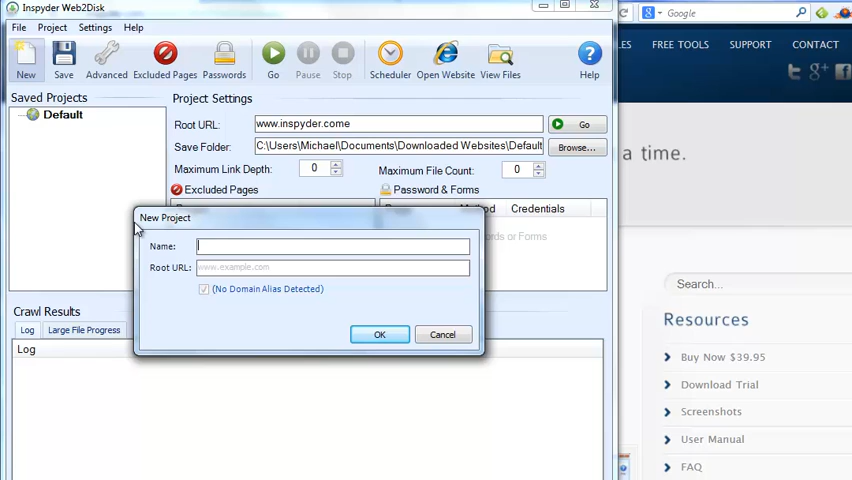 Inspyder Web2Disk
File Project Settings Help
New Save Advanced Excluded Pages Passwords Go Pause Stop Scheduler Open Website View Files Help
Saved Projects
Default
Project Settings
Root URL: www.inspyder.come Go
Save Folder: C:\Users\Michael\Documents\Downloaded Websites\Default Browse...
Maximum Link Depth: 0 Maximum File Count: 0
Excluded Pages Password & Forms
Credentials
New Project
Name:
Root URL: www.example.com
(No Domain Alias Detected)
OK Cancel
Crawl Results
Log Large File Progress
Log
Google
FREE TOOLS SUPPORT CONTACT
a time.
Search...
Resources
Buy Now $39.95
Download Trial
Screenshots
User Manual
FAQ